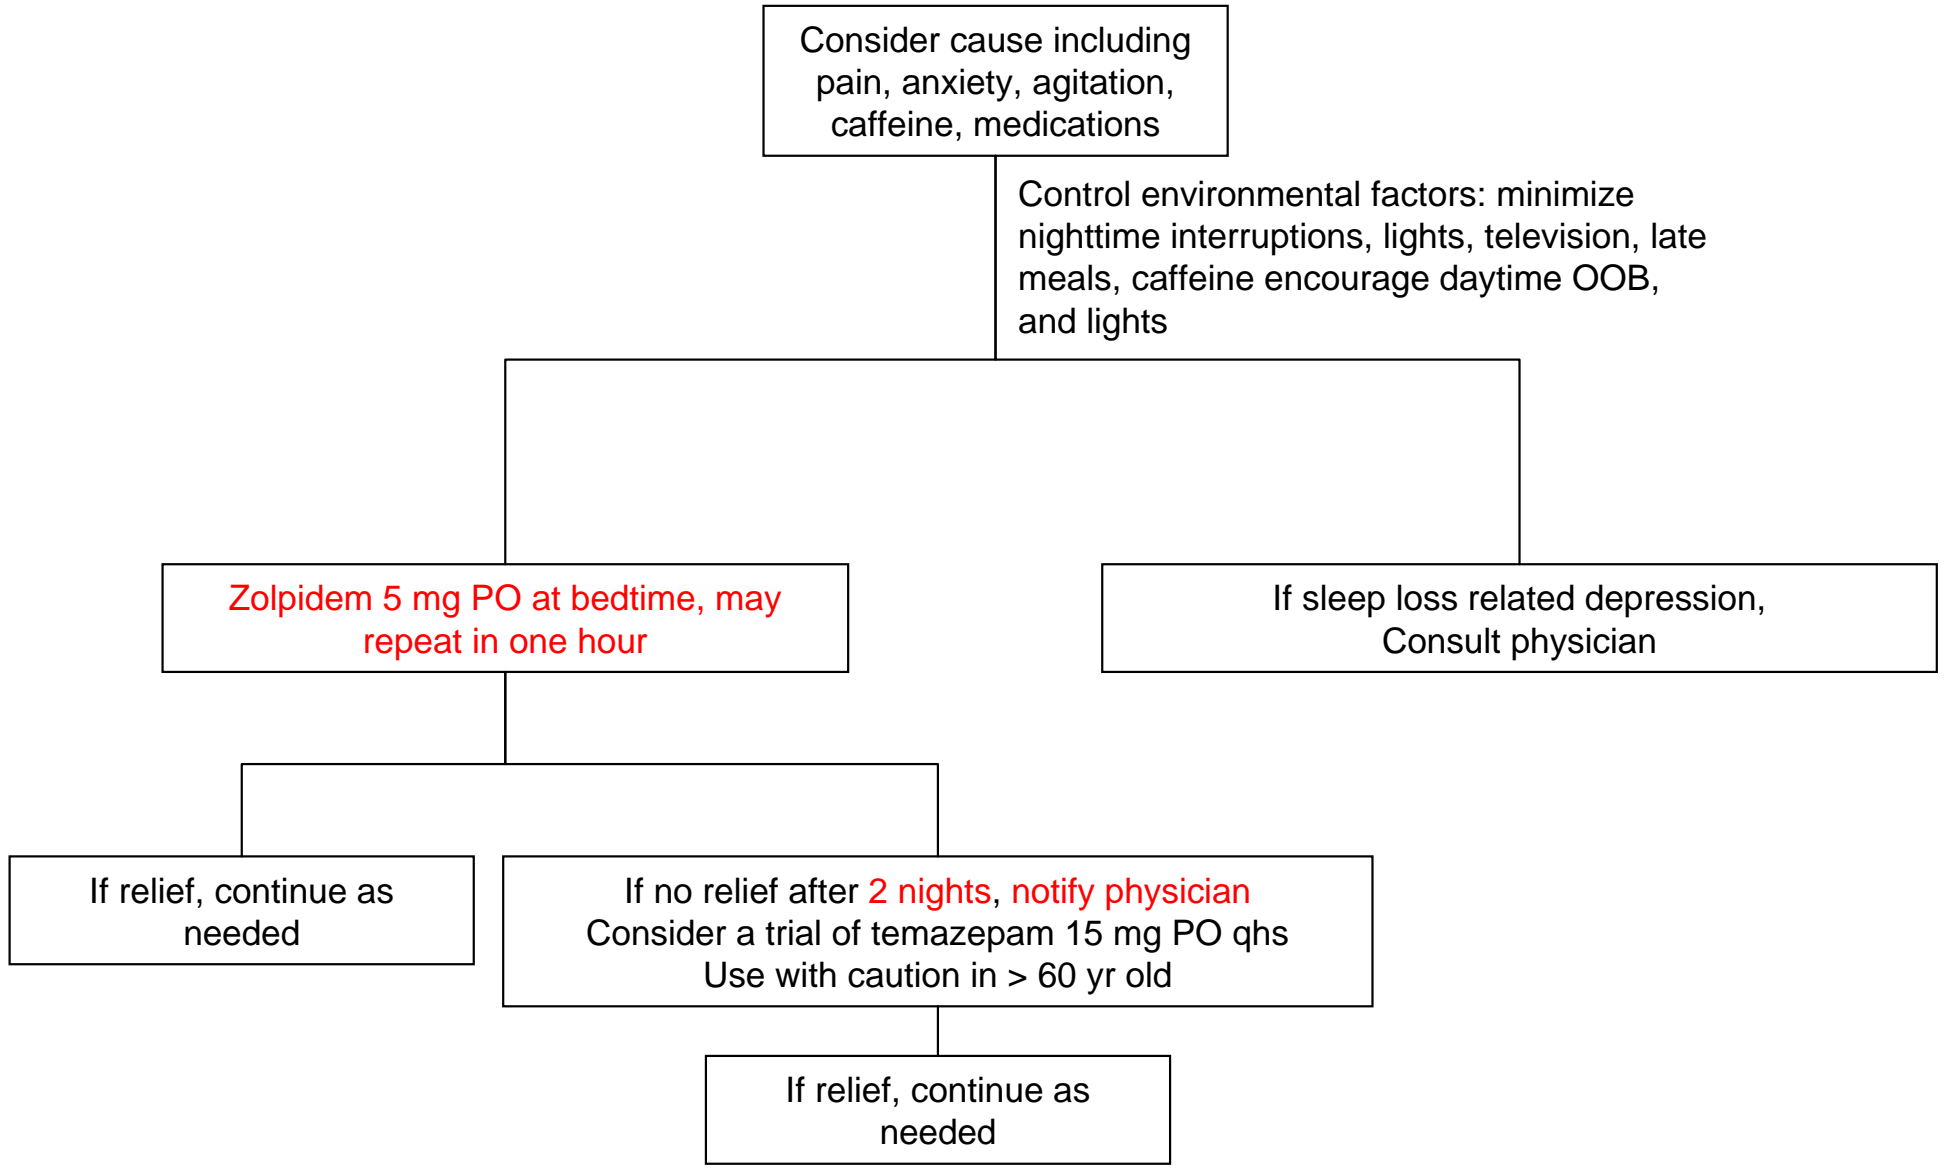 Consider cause including
pain, anxiety, agitation,
caffeine, medications
Control environmental factors: minimize
nighttime interruptions, lights, television, late
meals, caffeine encourage daytime OOB,
and lights
Zolpidem 5 mg PO at bedtime, may
repeat in one hour
If sleep loss related depression,
Consult physician
If relief, continue as
needed
If no relief after 2 nights, notify physician
Consider a trial of temazepam 15 mg PO qhs
Use with caution in > 60 yr old
If relief, continue as
needed